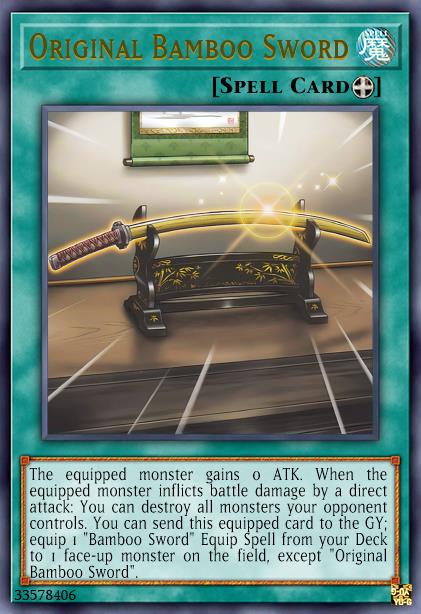 Original Bamboo Sword
SPELL
魔
[Spell Card]
The equipped monster gains 0 ATK. When the
equipped monster inflicts battle damage by a direct
attack: You can destroy all monsters your opponent
controls. You can send this equipped card to the GY;
equip 1 "Bamboo Sword" Equip Spell from your Deck
to 1 face-up monster on the field, except "Original
Bamboo Sword".
33578406